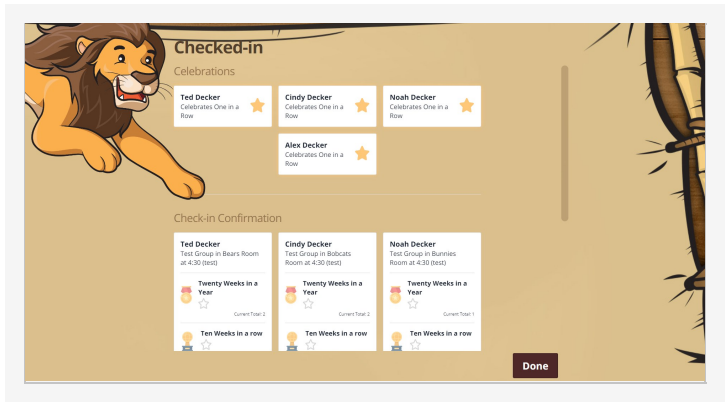 Checked-in
Celebrations
Ted Decker
Celebrates One in a
Row
Cindy Decker
Celebrates One in a
Row
Noah Decker
Celebrates One in a
Row
Alex Decker
Celebrates One in a
Row
Check-in Confirmation
Ted Decker
Test Group in Bears Room
at 4:30 (test)
Twenty Weeks in a
Year
Current Total: 2
Ten Weeks in a row
Cindy Decker
Test Group in Bobcats
Room at 4:30 (test)
Twenty Weeks in a
Year
Current Total: 2
Ten Weeks in a row
Noah Decker
Test Group in Bunnies
Room at 4:30 (test)
Twenty Weeks in a
Year
Current Total: 1
Ten Weeks in a row
Done